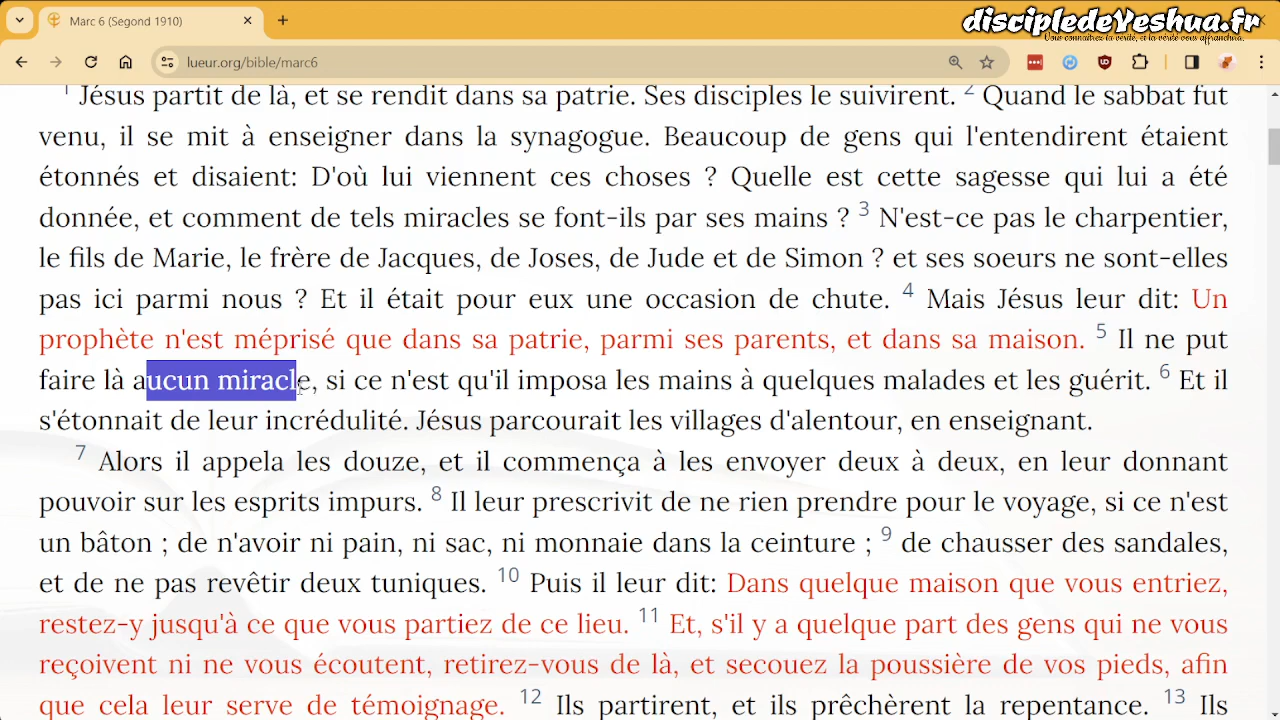 Marc 6 (Segond 1910)
discipledeYeshua.fr
Vous connaîtrez la vérité, et la vérité vous affranchira.
lueur.org/bible/marc6
1 Jésus partit de là, et se rendit dans sa patrie. Ses disciples le suivirent. 2 Quand le sabbat fut
venu, il se mit à enseigner dans la synagogue. Beaucoup de gens qui l'entendirent étaient
étonnés et disaient: D'où lui viennent ces choses ? Quelle est cette sagesse qui lui a été
donnée, et comment de tels miracles se font-ils par ses mains ? 3 N'est-ce pas le charpentier,
le fils de Marie, le frère de Jacques, de Joses, de Jude et de Simon ? et ses soeurs ne sont-elles
pas ici parmi nous ? Et il était pour eux une occasion de chute. 4 Mais Jésus leur dit: Un
prophète n'est méprisé que dans sa patrie, parmi ses parents, et dans sa maison. 5 Il ne put
faire là aucun miracle, si ce n'est qu'il imposa les mains à quelques malades et les guérit. 6 Et il
s'étonnait de leur incrédulité. Jésus parcourait les villages d'alentour, en enseignant.
7 Alors il appela les douze, et il commença à les envoyer deux à deux, en leur donnant
pouvoir sur les esprits impurs. 8 Il leur prescrivit de ne rien prendre pour le voyage, si ce n'est
un bâton ; de n'avoir ni pain, ni sac, ni monnaie dans la ceinture ; 9 de chausser des sandales,
et de ne pas revêtir deux tuniques. 10 Puis il leur dit: Dans quelque maison que vous entriez,
restez-y jusqu'à ce que vous partiez de ce lieu. 11 Et, s'il y a quelque part des gens qui ne vous
reçoivent ni ne vous écoutent, retirez-vous de là, et secouez la poussière de vos pieds, afin
que cela leur serve de témoignage. 12 Ils partirent, et ils prêchèrent la repentance. 13 Ils